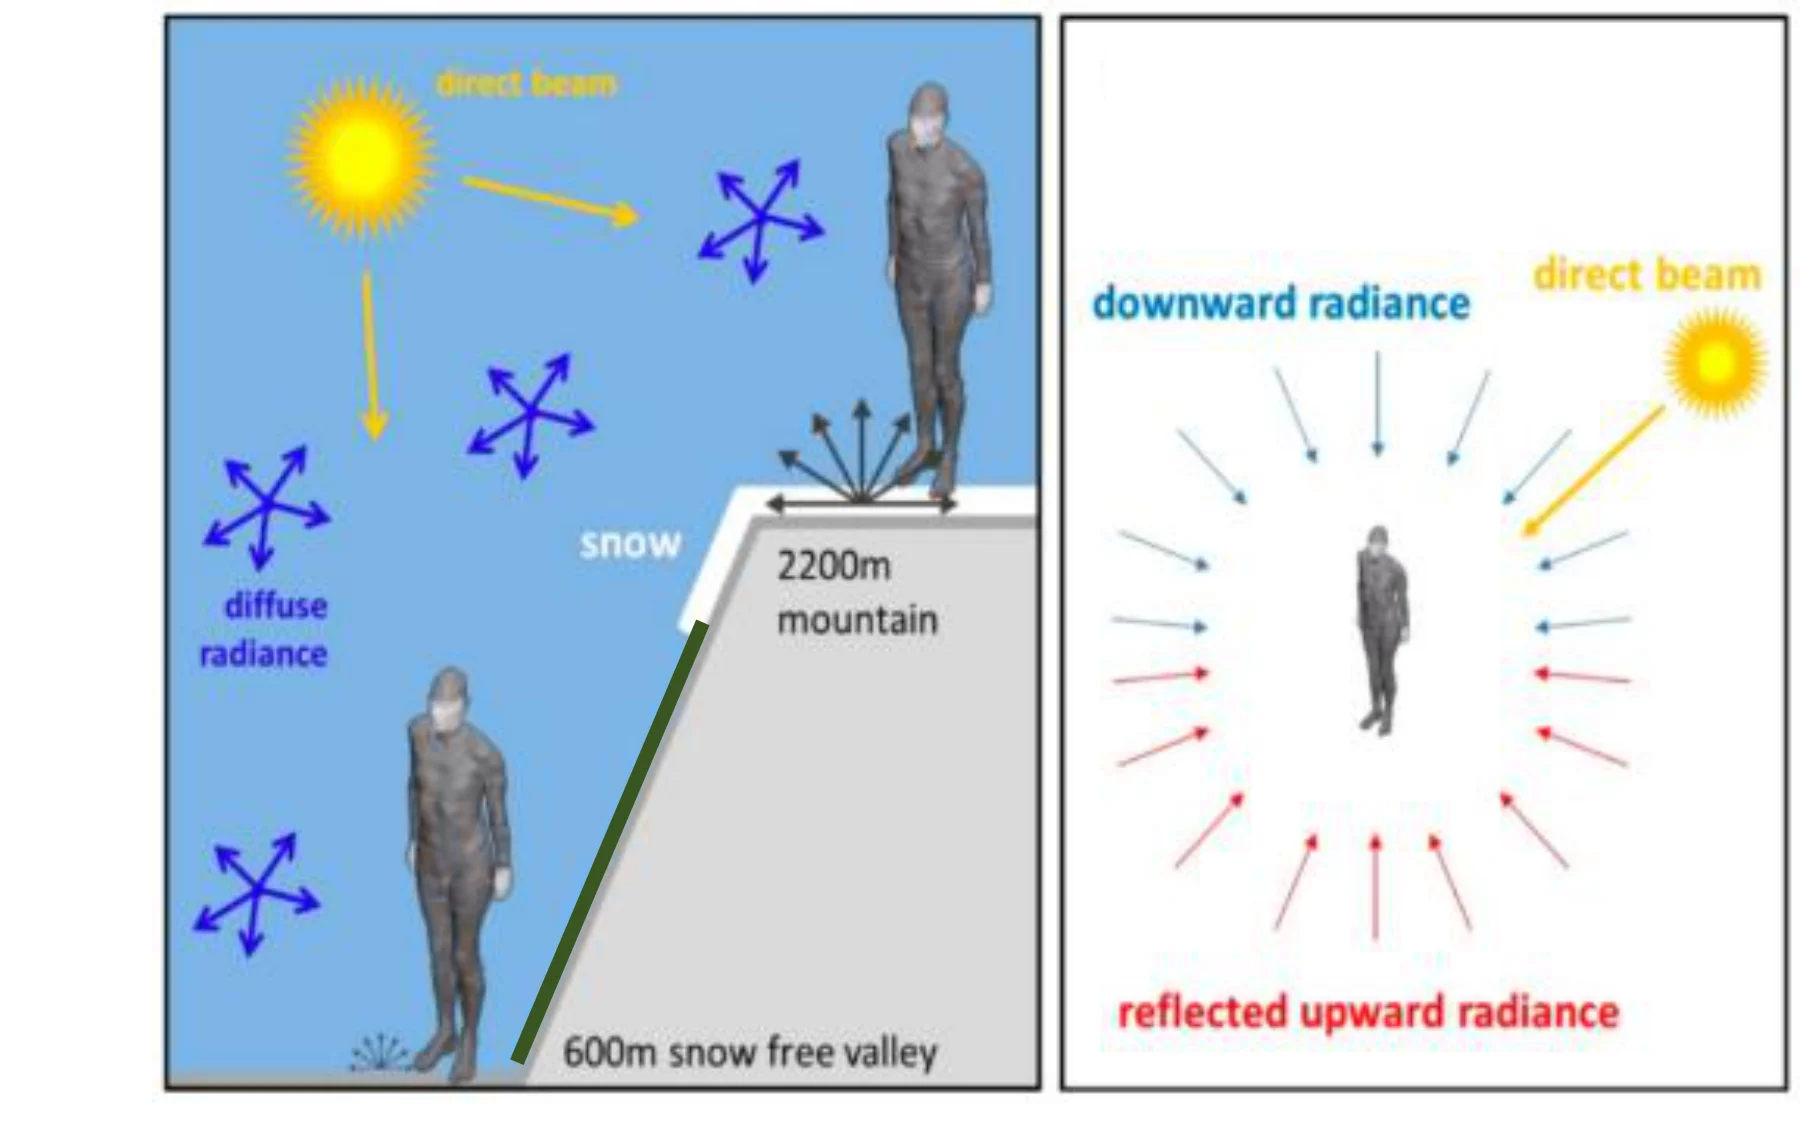 direct beam
snow
2200m
mountain
diffuse
radiance
600m snow free valley
direct beam
downward radiance
reflected upward radiance